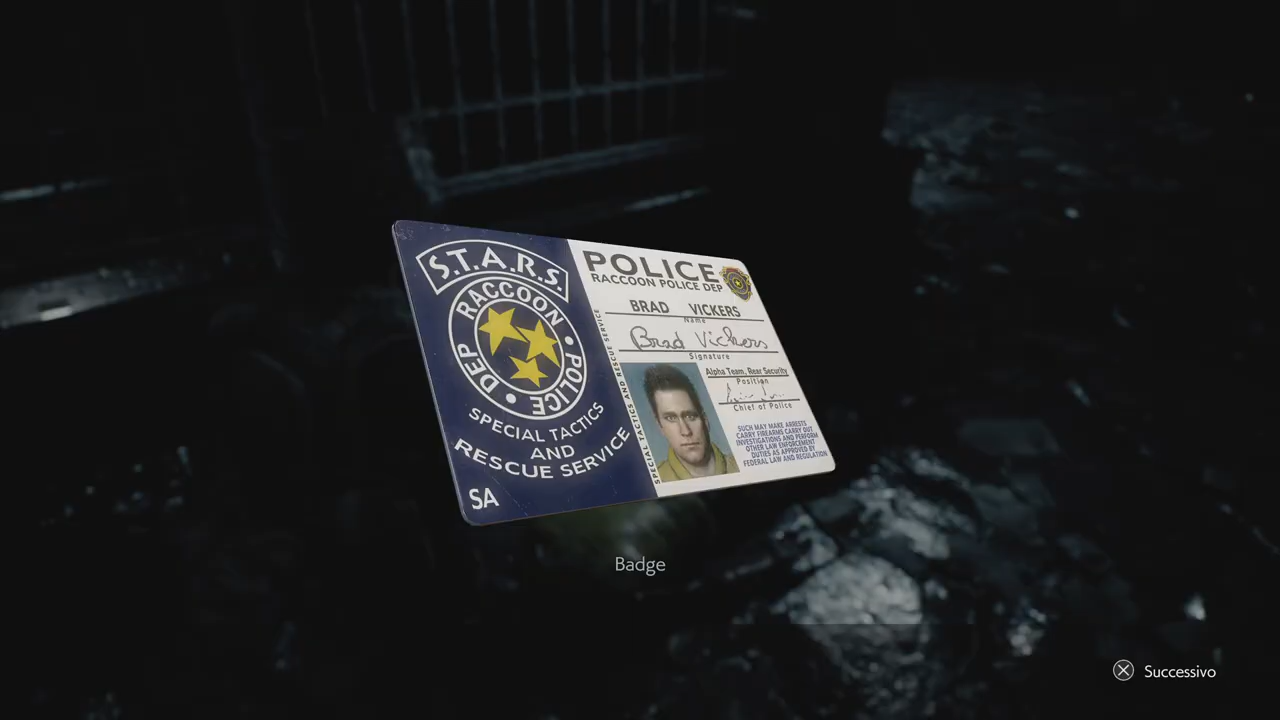 S.T.A.R.S.
RACCOON
POLICE
DEP
SPECIAL TACTICS
AND
RESCUE SERVICE
SA
SPECIAL TACTICS AND RESCUE SERVICE
POLICE
RACCOON POLICE DEP
BRAD VICKERS
Name
Brad Vickers
Signature
Alpha Team, Rear Security
Position
Chief of Police
SUCH MAY MAKE ARRESTS
CARRY FIREARMS CARRY OUT
INVESTIGATIONS AND PERFORM
OTHER LAW ENFORCEMENT
DUTIES AS APPROVED BY
FEDERAL LAW AND REGULATION
Badge
Successivo